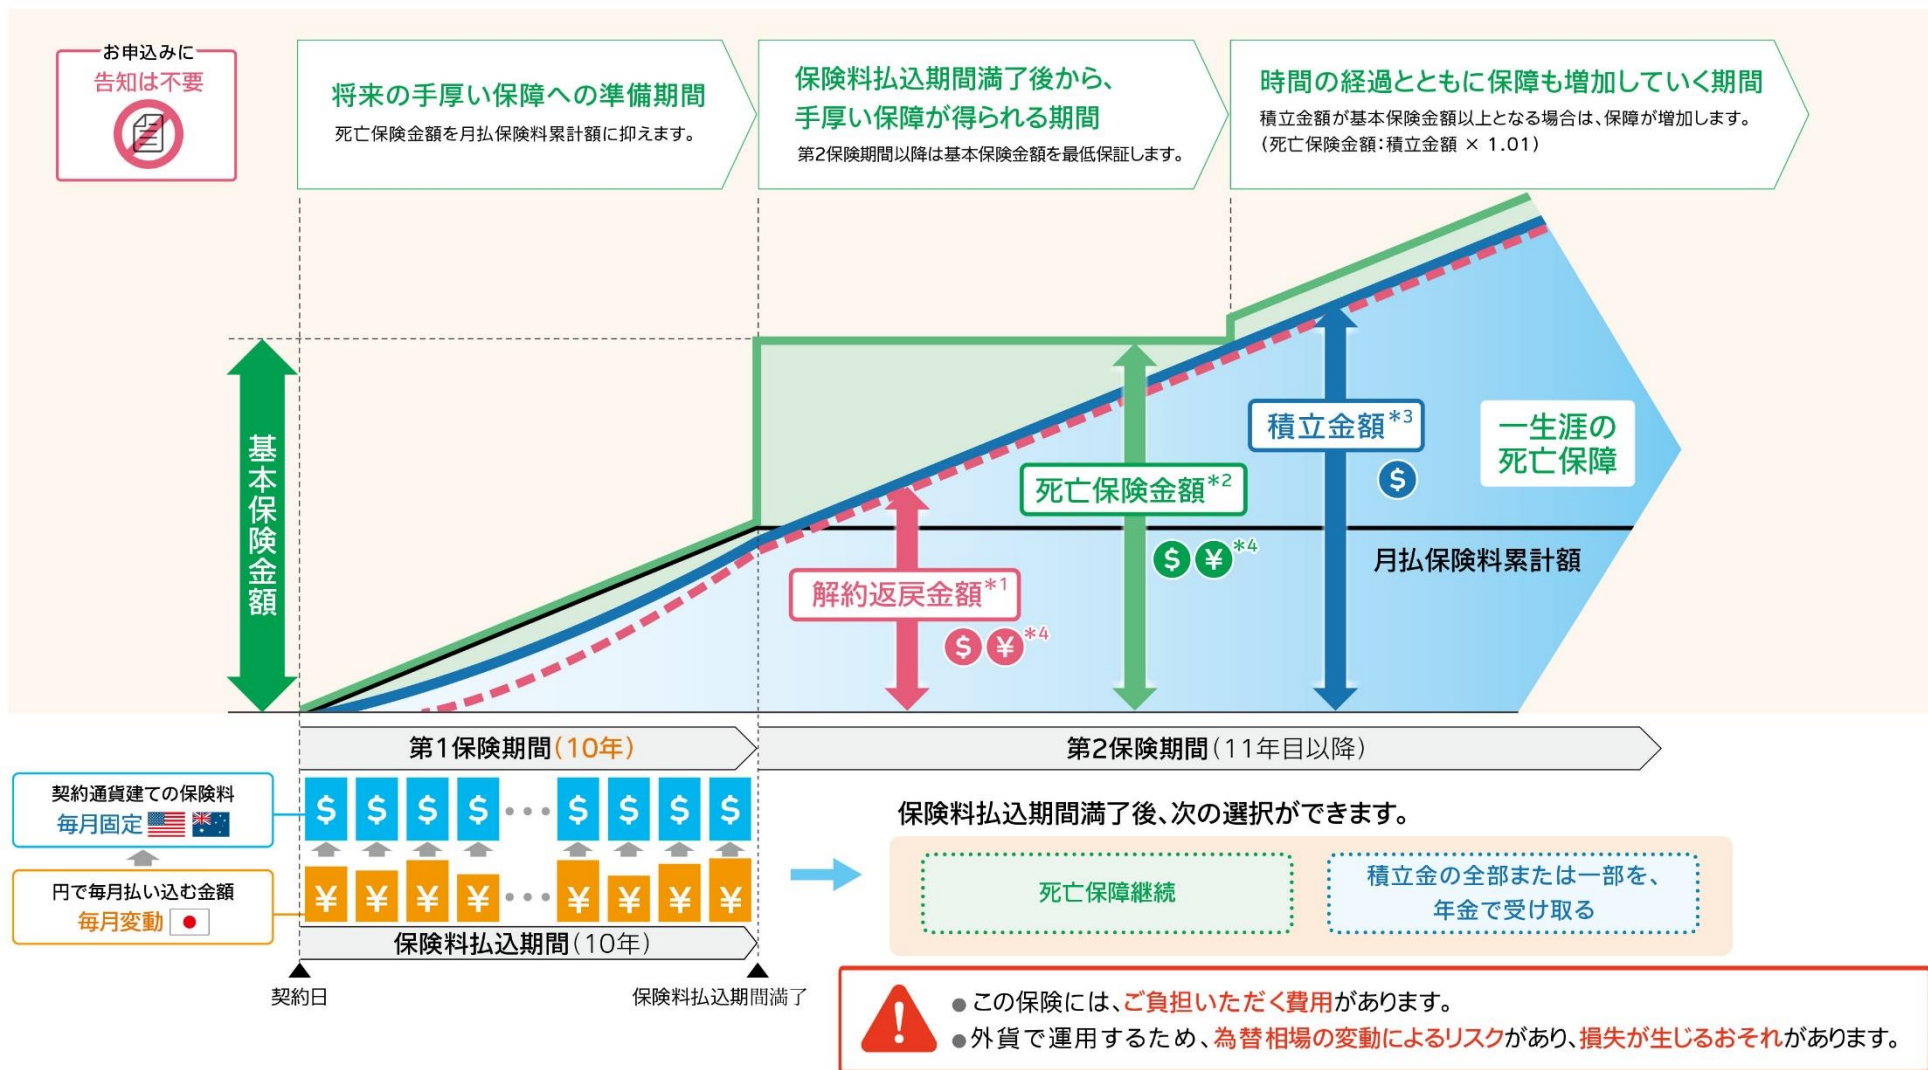 お申込みに
告知は不要
将来の手厚い保障への準備期間
死亡保険金額を月払保険料累計額に抑えます。
保険料払込期間満了後から、
手厚い保障が得られる期間
第2保険期間以降は基本保険金額を最低保証します。
時間の経過とともに保障も増加していく期間
積立金額が基本保険金額以上となる場合は、保障が増加します。
(死亡保険金額:積立金額 × 1.01)
基本保険金額
解約返戻金額*1
$ ¥*4
死亡保険金額*2
$ ¥*4
積立金額*3
$
一生涯の
死亡保障
月払保険料累計額
第1保険期間(10年)
第2保険期間(11年目以降)
契約通貨建ての保険料
毎月固定
$ $ $ $ ･･･ $ $ $ $
円で毎月払い込む金額
毎月変動
¥ ¥ ¥ ¥ ･･･ ¥ ¥ ¥ ¥
保険料払込期間(10年)
契約日
保険料払込期間満了
保険料払込期間満了後、次の選択ができます。
死亡保障継続
積立金の全部または一部を、
年金で受け取る
●この保険には、ご負担いただく費用があります。
●外貨で運用するため、為替相場の変動によるリスクがあり、損失が生じるおそれがあります。